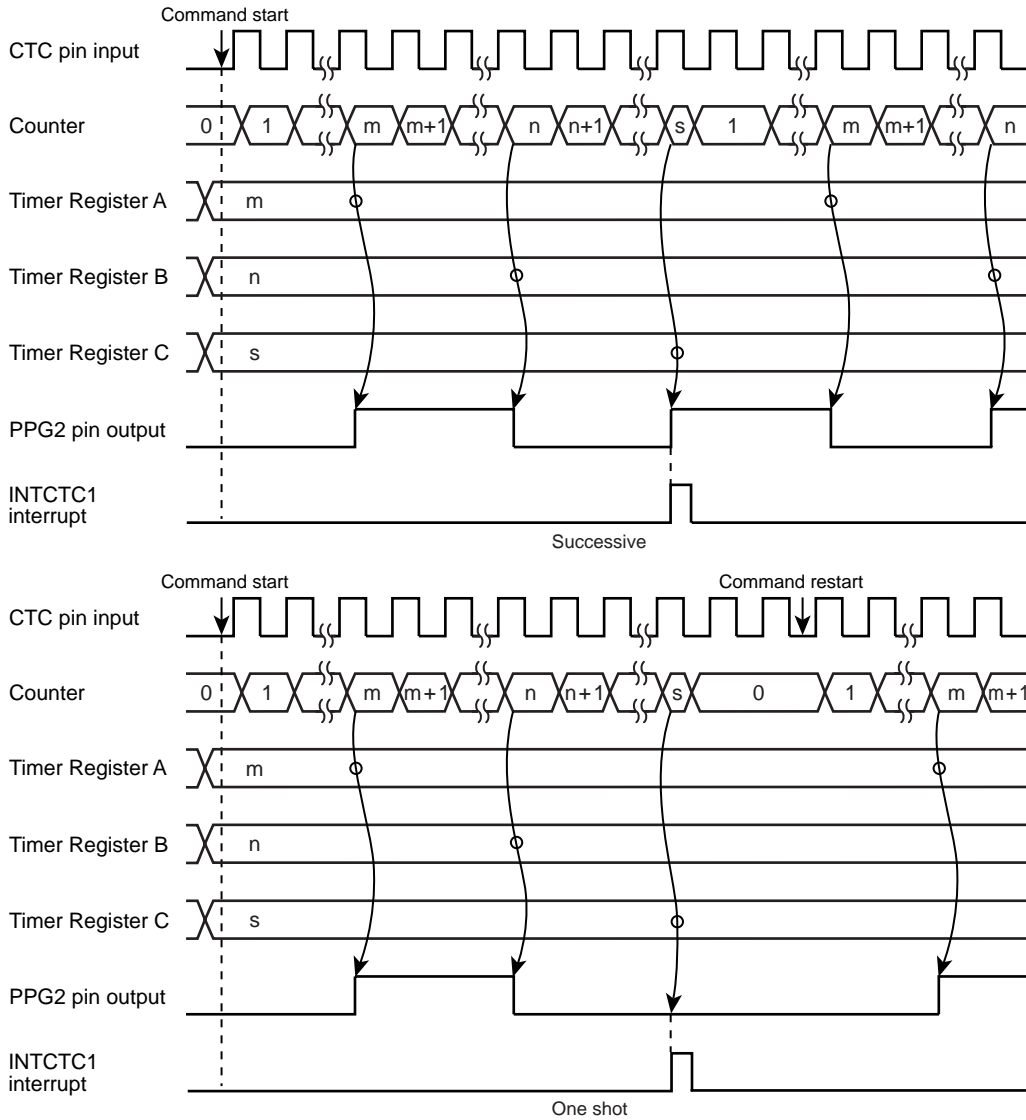 Command start
CTC pin input
Counter 0 1 m m+1 n n+1 s 1 m m+1 n
Timer Register A m
Timer Register B n
Timer Register C s
PPG2 pin output
INTCTC1
interrupt
Successive
Command start Command restart
CTC pin input
Counter 0 1 m m+1 n n+1 s 0 1 m m+1
Timer Register A m
Timer Register B n
Timer Register C s
PPG2 pin output
INTCTC1
interrupt
One shot